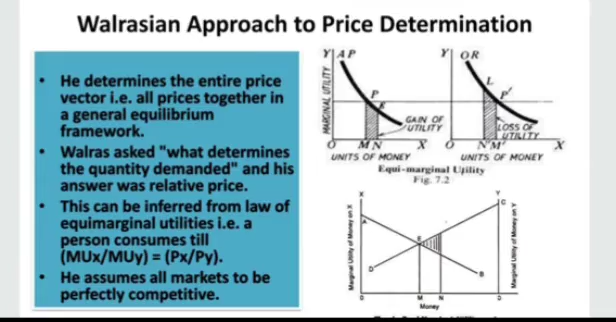 Walrasian Approach to Price Determination
• He determines the entire price
vector i.e. all prices together in
a general equilibrium
framework.
• Walras asked "what determines
the quantity demanded" and his
answer was relative price.
• This can be inferred from law of
equimarginal utilities i.e. a
person consumes till
(MUx/MUy) = (Px/Py).
• He assumes all markets to be
perfectly competitive.
Y AP
MARGINAL UTILITY
P
E
GAIN OF
UTILITY
O M N X
UNITS OF MONEY
Y OR
L
P'
LOSS OF
UTILITY
O N' M' X
UNITS OF MONEY
Equi-marginal Utility
Fig. 7.2
X
Y
Marginal Utility of Money on X
A
C
E
D
B
Marginal Utility of Money on Y
O M N
Money